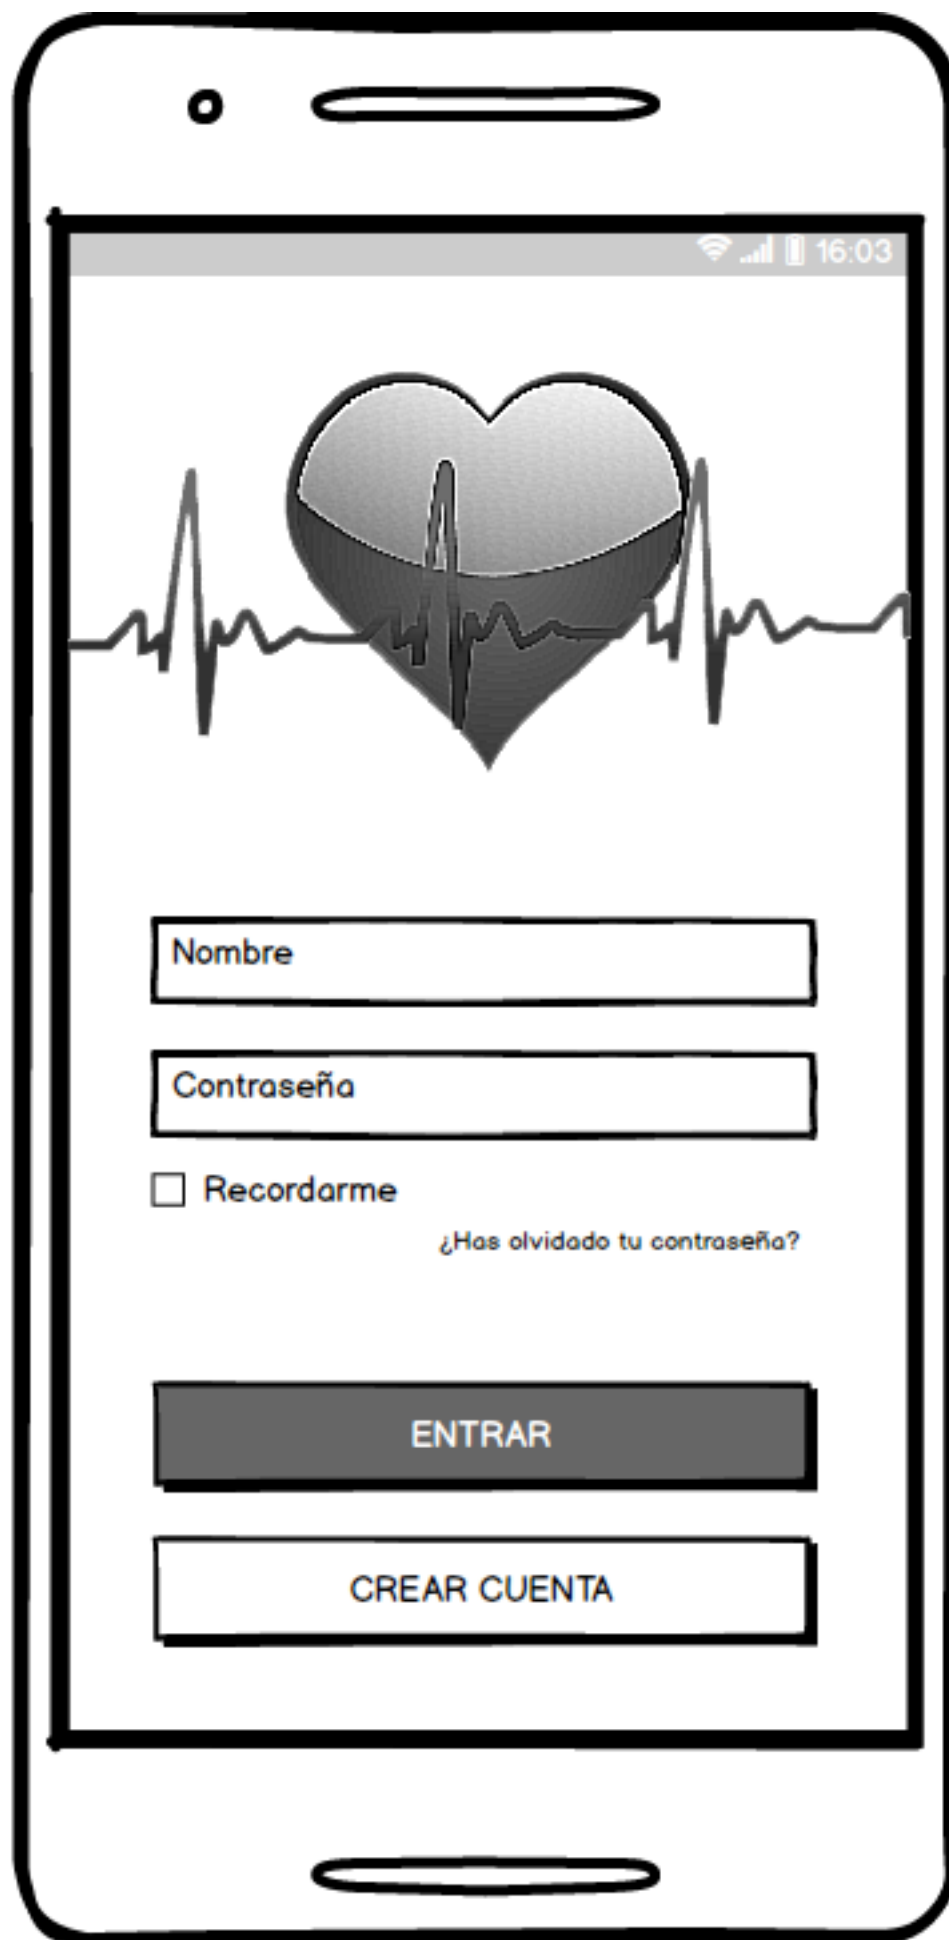 16:03
Nombre
Contraseña
Recordarme
¿Has olvidado tu contraseña?
ENTRAR
CREAR CUENTA